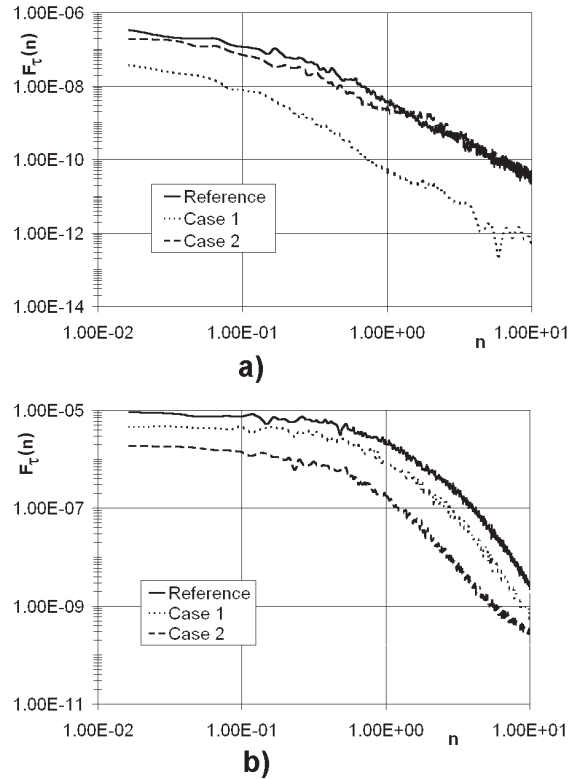 1.00E-06
Fτ(n)
1.00E-08
1.00E-10
Reference
Case 1
Case 2
1.00E-12
1.00E-14
1.00E-02 1.00E-01 1.00E+00 1.00E+01
n
a)
1.00E-05
Fτ(n)
1.00E-07
Reference
Case 1
Case 2
1.00E-09
1.00E-11
1.00E-02 1.00E-01 1.00E+00 1.00E+01
n
b)